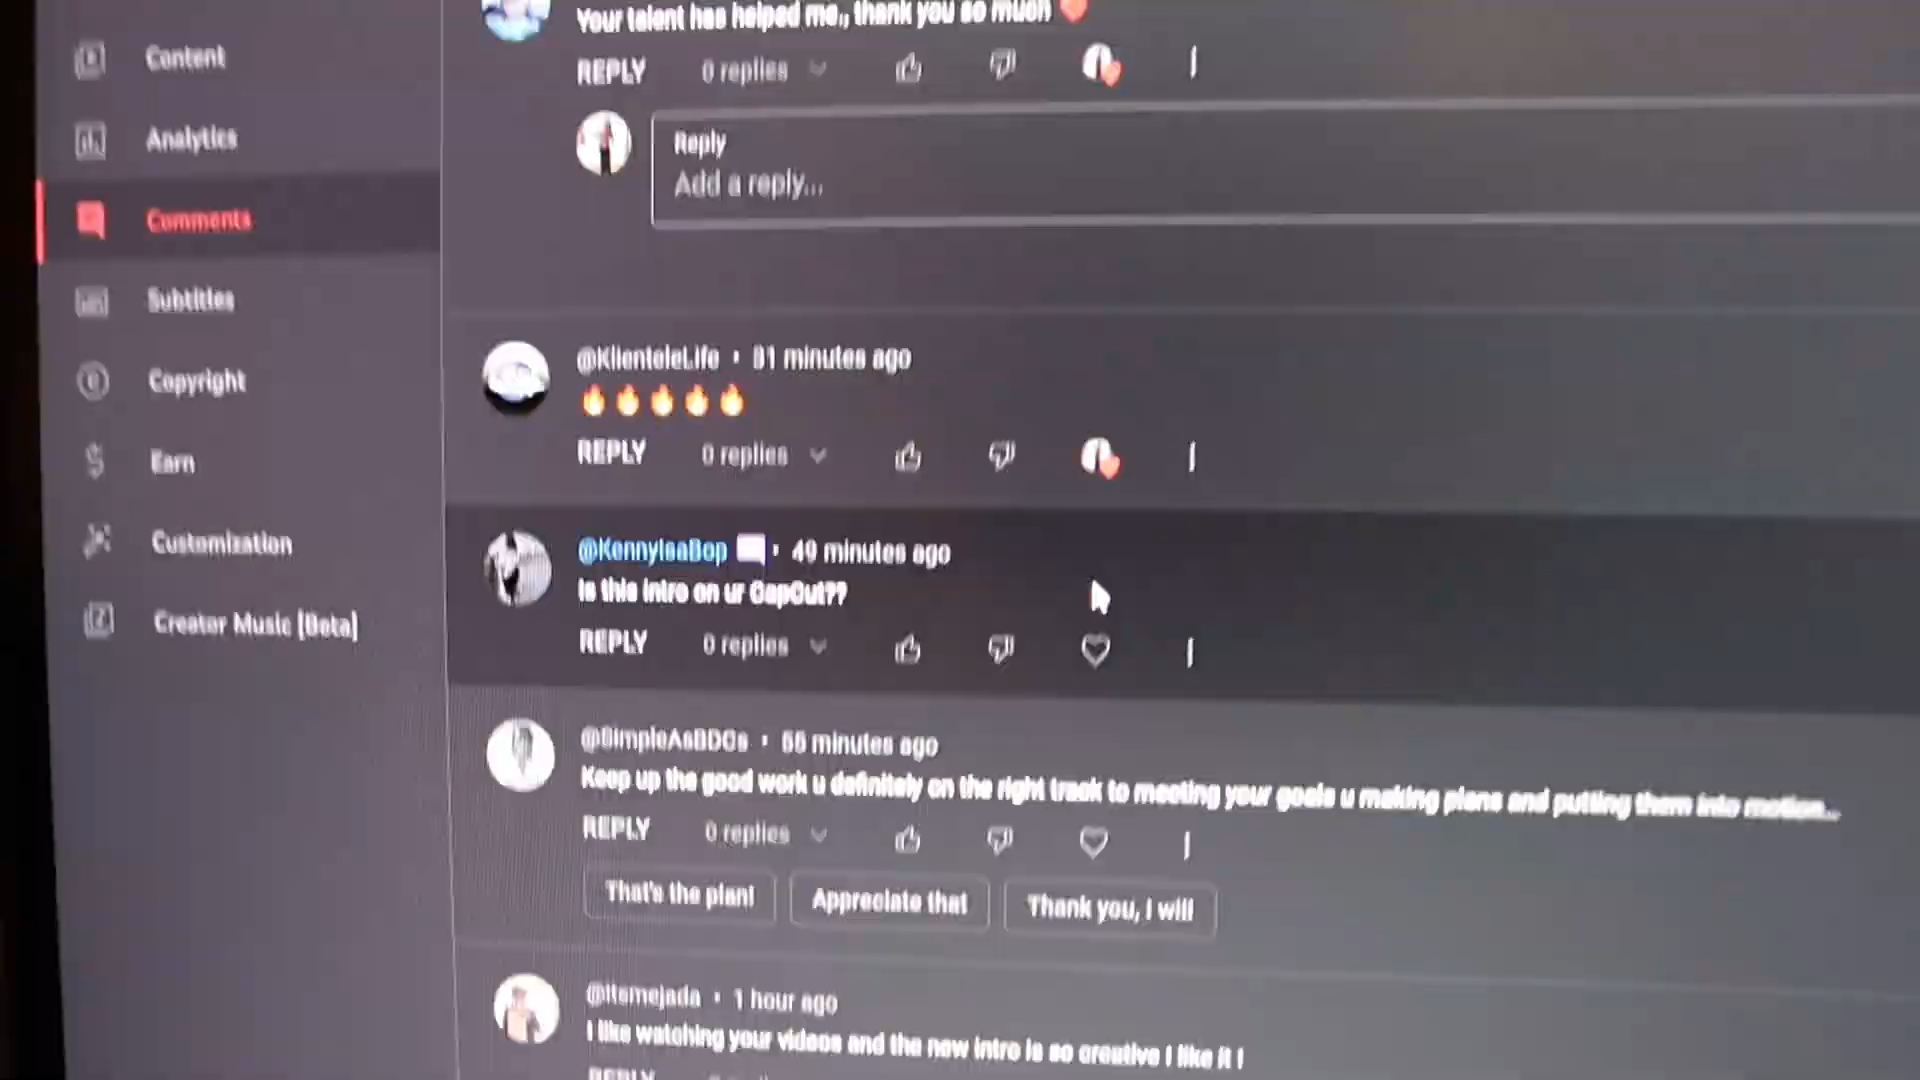 Your talent has helped me,, thank you so much
REPLY 0 replies
Reply
Add a reply...
Content
Analytics
Comments
Subtitles
Copyright
Earn
Customization
Creator Music [Beta]
@KlienteleLife • 31 minutes ago
🔥🔥🔥🔥🔥
REPLY 0 replies
@KennyIsaBop • 49 minutes ago
Is this intro on ur CapCut??
REPLY 0 replies
@SimpleAsBDCs • 55 minutes ago
Keep up the good work u definitely on the right track to meeting your goals u making plans and putting them into motion...
REPLY 0 replies
That's the plan!
Appreciate that
Thank you, I will
@Itsmejada • 1 hour ago
I like watching your videos and the new intro is so creative I like it !
REPLY